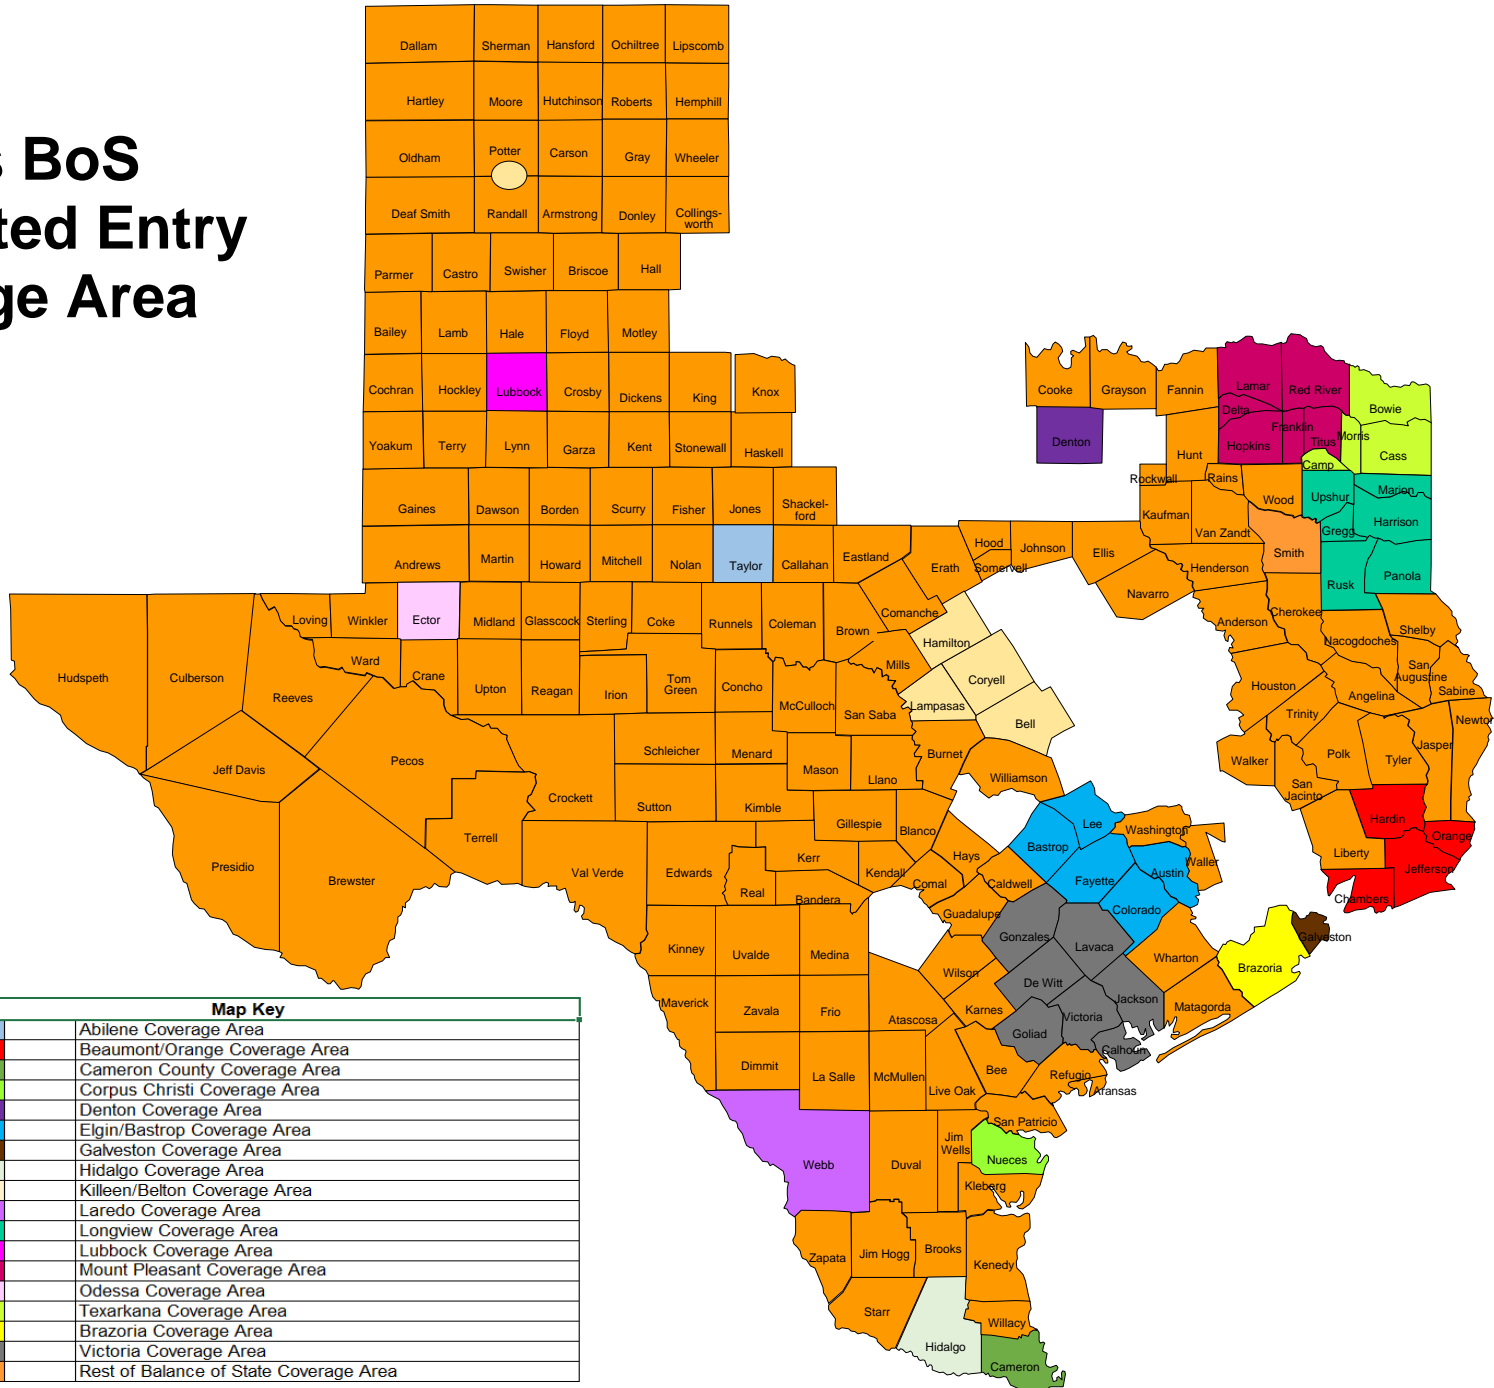 s BoS
ted Entry
ge Area
Dallam Sherman Hansford Ochiltree Lipscomb
Hartley Moore Hutchinson Roberts Hemphill
Oldham Potter Carson Gray Wheeler
Deaf Smith Randall Armstrong Donley Collings-
worth
Parmer Castro Swisher Briscoe Hall
Bailey Lamb Hale Floyd Motley
Cochran Hockley Lubbock Crosby Dickens King Knox
Cooke Grayson Fannin Lamar Red River Bowie
Delta
Yoakum Terry Lynn Garza Kent Stonewall Haskell
Denton Hunt Hopkins Franklin Titus Morris Cass
Camp
Rockwall Rains Wood Upshur Marion
Gaines Dawson Borden Scurry Fisher Jones Shackel-
ford
Kaufman Van Zandt Smith Gregg Harrison
Andrews Martin Howard Mitchell Nolan Taylor Callahan Eastland Erath Hood Somervell Johnson Ellis
Henderson Rusk Panola
Navarro
Loving Winkler Ector Midland Glasscock Sterling Coke Runnels Coleman Brown Comanche
Hamilton
Anderson Cherokee Nacogdoches Shelby
Ward Crane Mills
Hudspeth Culberson Reeves Upton Reagan Irion Tom
Green Concho McCulloch San Saba Lampasas Coryell
Bell
Houston Angelina San
Augustine Sabine
Trinity Newton
Jeff Davis Pecos Schleicher Menard Mason Llano Burnet Williamson
Walker Polk Tyler Jasper
San
Jacinto
Crockett Sutton Kimble Gillespie Blanco
Terrell Lee Washington Hardin Orange
Bastrop
Presidio Brewster Val Verde Edwards Kerr Real Bandera Kendall Hays Comal Caldwell Fayette Austin Waller
Liberty Jefferson
Chambers
Guadalupe Colorado
Kinney Uvalde Medina Gonzales Lavaca Wharton Galveston
Brazoria
Wilson De Witt
Maverick Zavala Frio Atascosa Karnes Jackson Matagorda
Goliad Victoria
Calhoun
Dimmit La Salle McMullen Live Oak Bee Refugio
Aransas
San Patricio
Webb Duval Jim
Wells Nueces
Kleberg
Zapata Jim Hogg Brooks Kenedy
Starr Willacy
Hidalgo Cameron
Map Key
Abilene Coverage Area
Beaumont/Orange Coverage Area
Cameron County Coverage Area
Corpus Christi Coverage Area
Denton Coverage Area
Elgin/Bastrop Coverage Area
Galveston Coverage Area
Hidalgo Coverage Area
Killeen/Belton Coverage Area
Laredo Coverage Area
Longview Coverage Area
Lubbock Coverage Area
Mount Pleasant Coverage Area
Odessa Coverage Area
Texarkana Coverage Area
Brazoria Coverage Area
Victoria Coverage Area
Rest of Balance of State Coverage Area